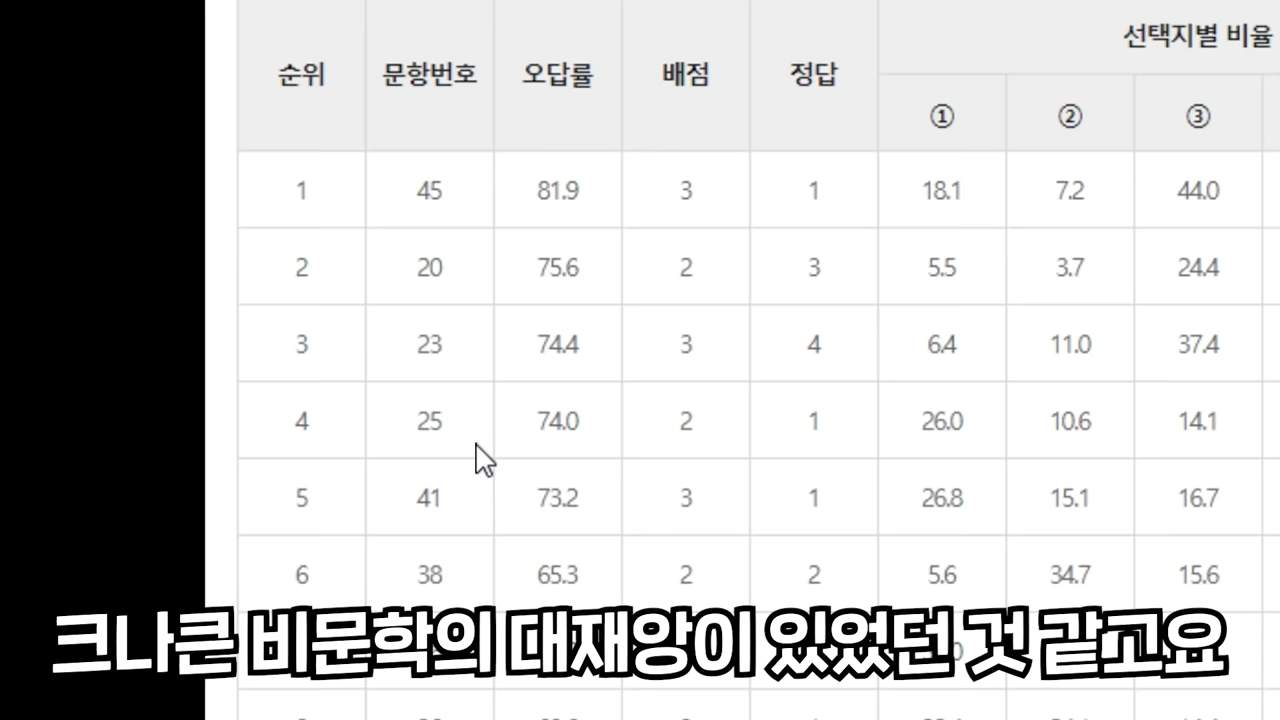 선택지별 비율
순위 문항번호 오답률 배점 정답
① ② ③
1 45 81.9 3 1 18.1 7.2 44.0
2 20 75.6 2 3 5.5 3.7 24.4
3 23 74.4 3 4 6.4 11.0 37.4
4 25 74.0 2 1 26.0 10.6 14.1
5 41 73.2 3 1 26.8 15.1 16.7
6 38 65.3 2 2 5.6 34.7 15.6
크나큰 비문학의 대재앙이 있었던 것 같고요